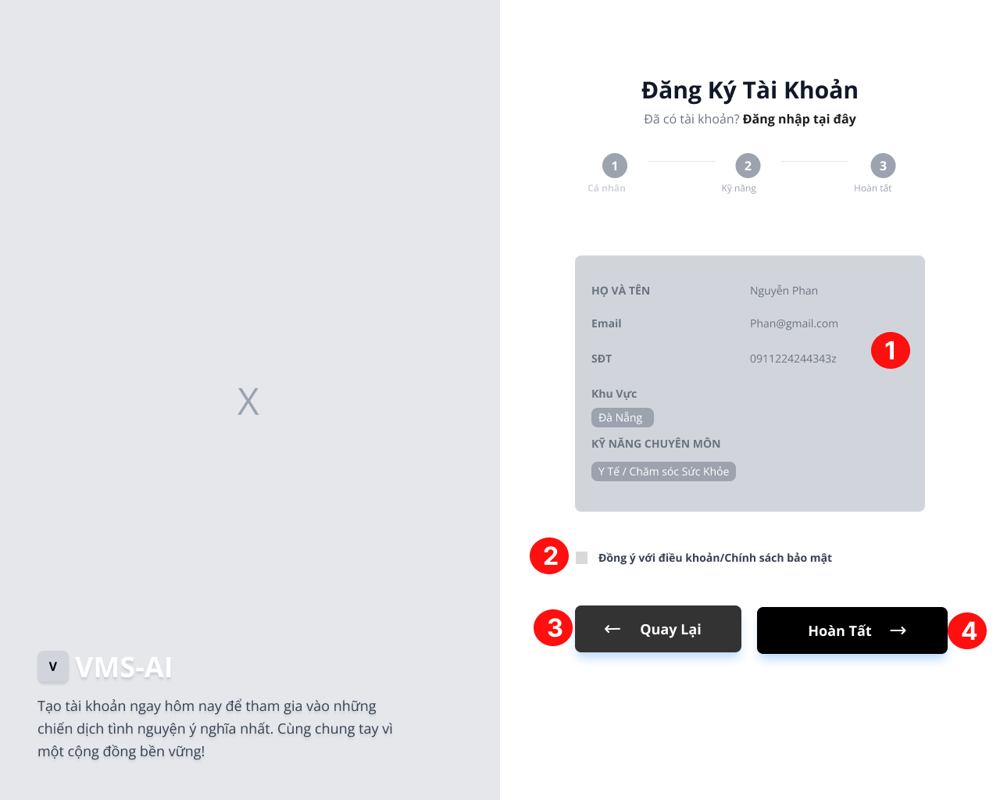 Đăng Ký Tài Khoản
Đã có tài khoản? Đăng nhập tại đây
1 2 3
Cá nhân Kỹ năng Hoàn tất
HỌ VÀ TÊN Nguyễn Phan
Email Phan@gmail.com
1
SĐT 0911224244343z
Khu Vực
Đà Nẵng
KỸ NĂNG CHUYÊN MÔN
Y Tế / Chăm sóc Sức Khỏe
2 Đồng ý với điều khoản/Chính sách bảo mật
3 ← Quay Lại Hoàn Tất → 4
X
V VMS-AI
Tạo tài khoản ngay hôm nay để tham gia vào những
chiến dịch tình nguyện ý nghĩa nhất. Cùng chung tay vì
một cộng đồng bền vững!